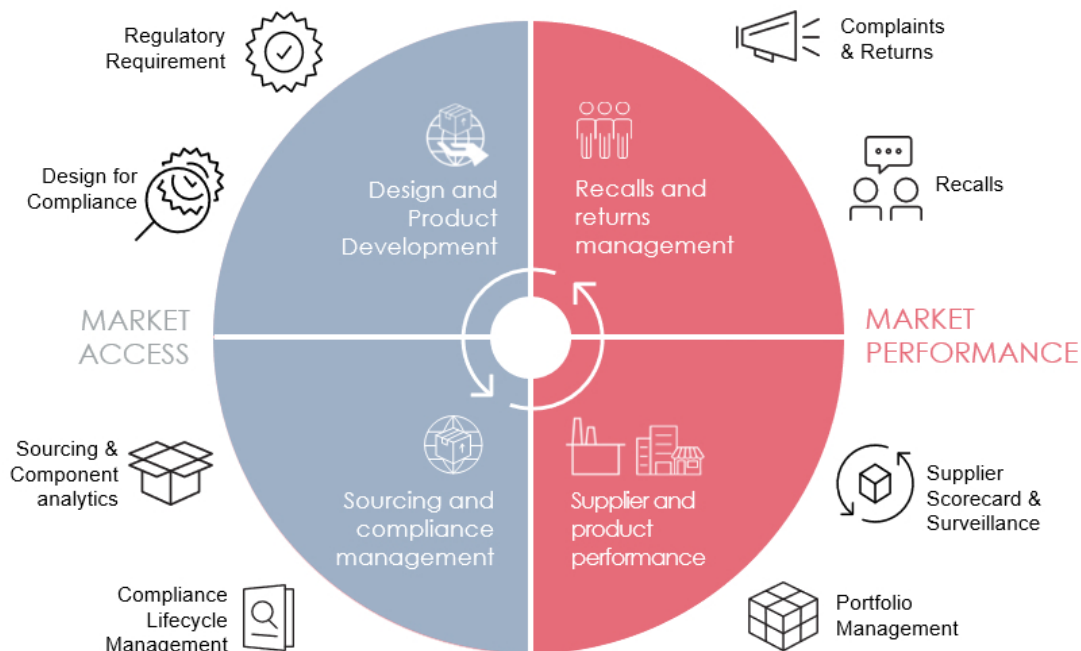 Regulatory
Requirement
Complaints
& Returns
Design for
Compliance
Design and
Product
Development
Recalls and
returns
management
Recalls
MARKET
ACCESS
MARKET
PERFORMANCE
Sourcing &
Component
analytics
Sourcing and
compliance
management
Supplier and
product
performance
Supplier
Scorecard &
Surveillance
Compliance
Lifecycle
Management
Portfolio
Management